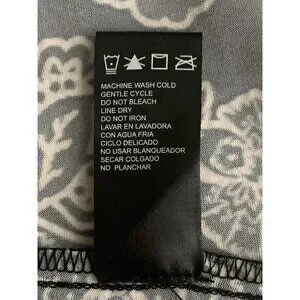 MACHINE WASH COLD
GENTLE CYCLE
DO NOT BLEACH
LINE DRY
DO NOT IRON
LAVAR EN LAVADORA
CON AGUA FRIA
CICLO DELICADO
NO USAR BLANQUEADOR
SECAR COLGADO
NO PLANCHAR